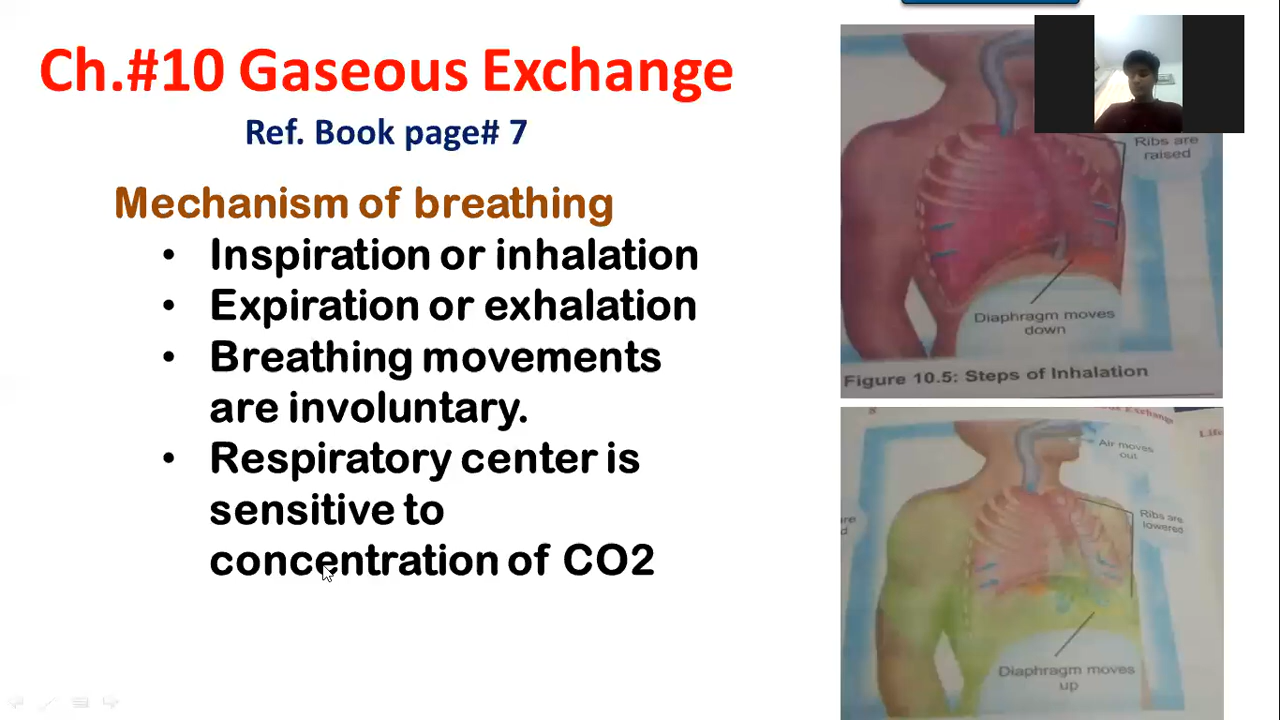 Ch.#10 Gaseous Exchange
Ref. Book page# 7
Mechanism of breathing
• Inspiration or inhalation
• Expiration or exhalation
• Breathing movements
are involuntary.
• Respiratory center is
sensitive to
concentration of CO2
Ribs are
raised
Diaphragm moves
down
Figure 10.5: Steps of Inhalation
8
Exchange
Air moves
out
Ribs are
lowered
Diaphragm moves
up